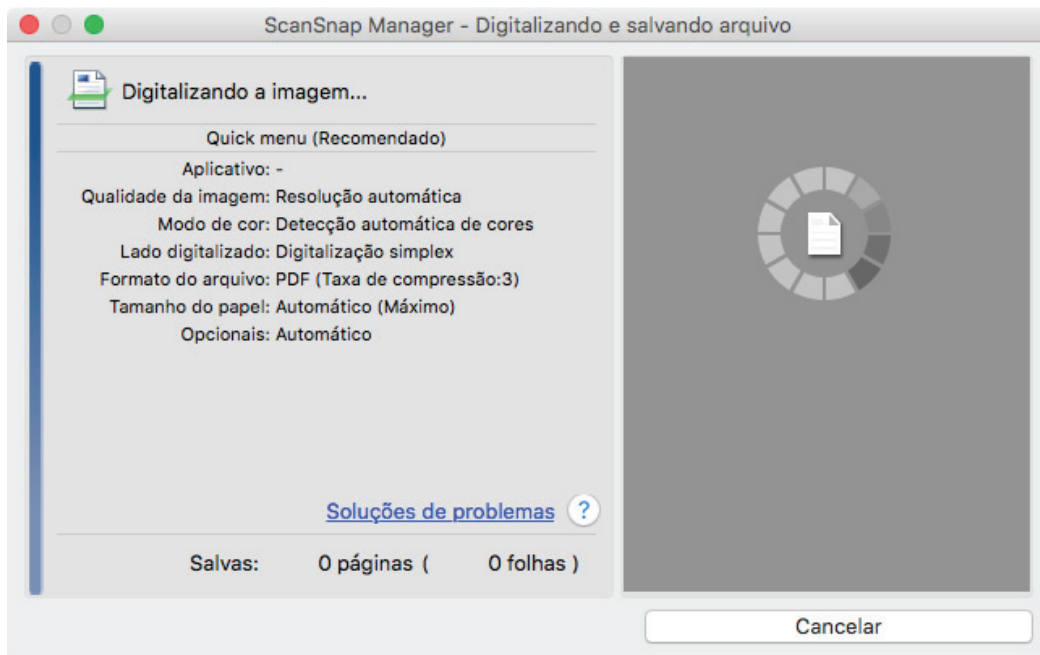 ScanSnap Manager - Digitalizando e salvando arquivo
Digitalizando a imagem...
Quick menu (Recomendado)
Aplicativo: -
Qualidade da imagem: Resolução automática
Modo de cor: Detecção automática de cores
Lado digitalizado: Digitalização simplex
Formato do arquivo: PDF (Taxa de compressão:3)
Tamanho do papel: Automático (Máximo)
Opcionais: Automático
Soluções de problemas ?
Salvas: 0 páginas ( 0 folhas )
Cancelar